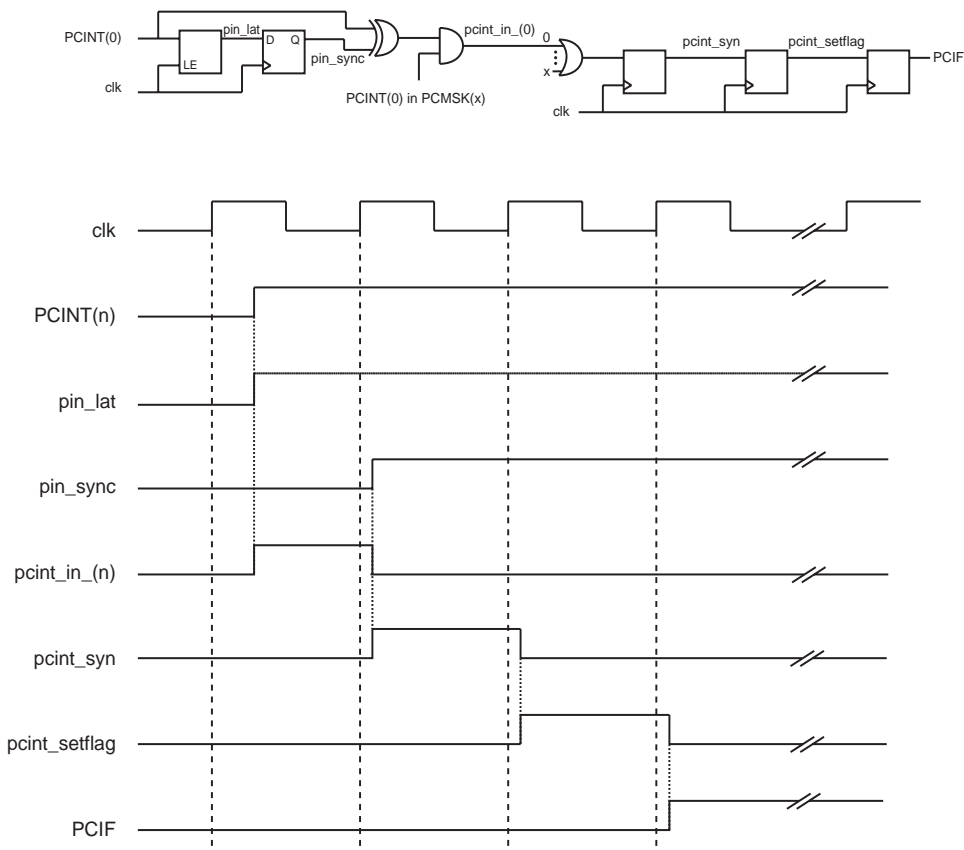 PCINT(0)
pin_lat
D Q
LE
pin_sync
clk
PCINT(0) in PCMSK(x)
pcint_in_(0)
0
x
pcint_syn
pcint_setflag
PCIF
clk
clk
PCINT(n)
pin_lat
pin_sync
pcint_in_(n)
pcint_syn
pcint_setflag
PCIF